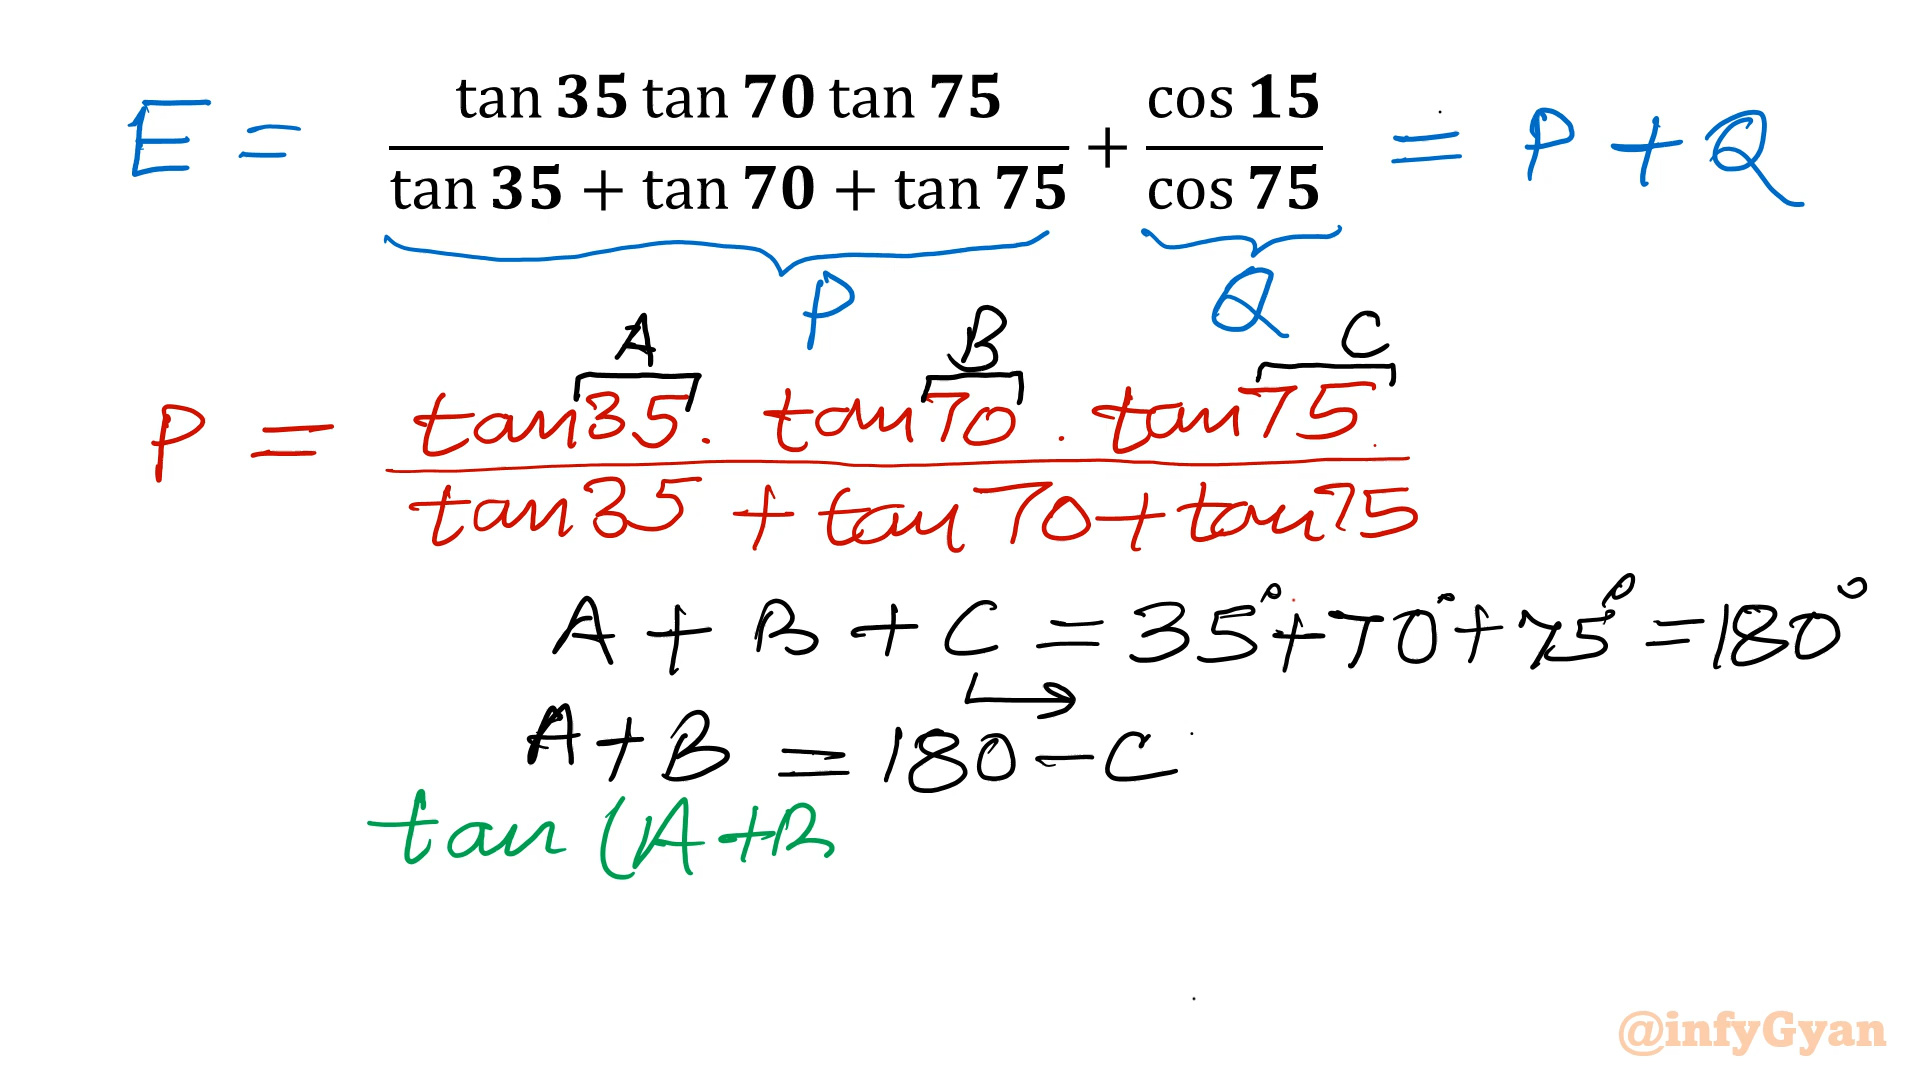 E = tan 35 tan 70 tan 75 / tan 35 + tan 70 + tan 75 + cos 15 / cos 75 = P + Q
P Q
A B C
P = tan35 . tan70 . tan75 / tan35 + tan70 + tan75
A + B + C = 35° + 70° + 75° = 180°
A + B = 180 - C
tan (A+B
@infyGyan